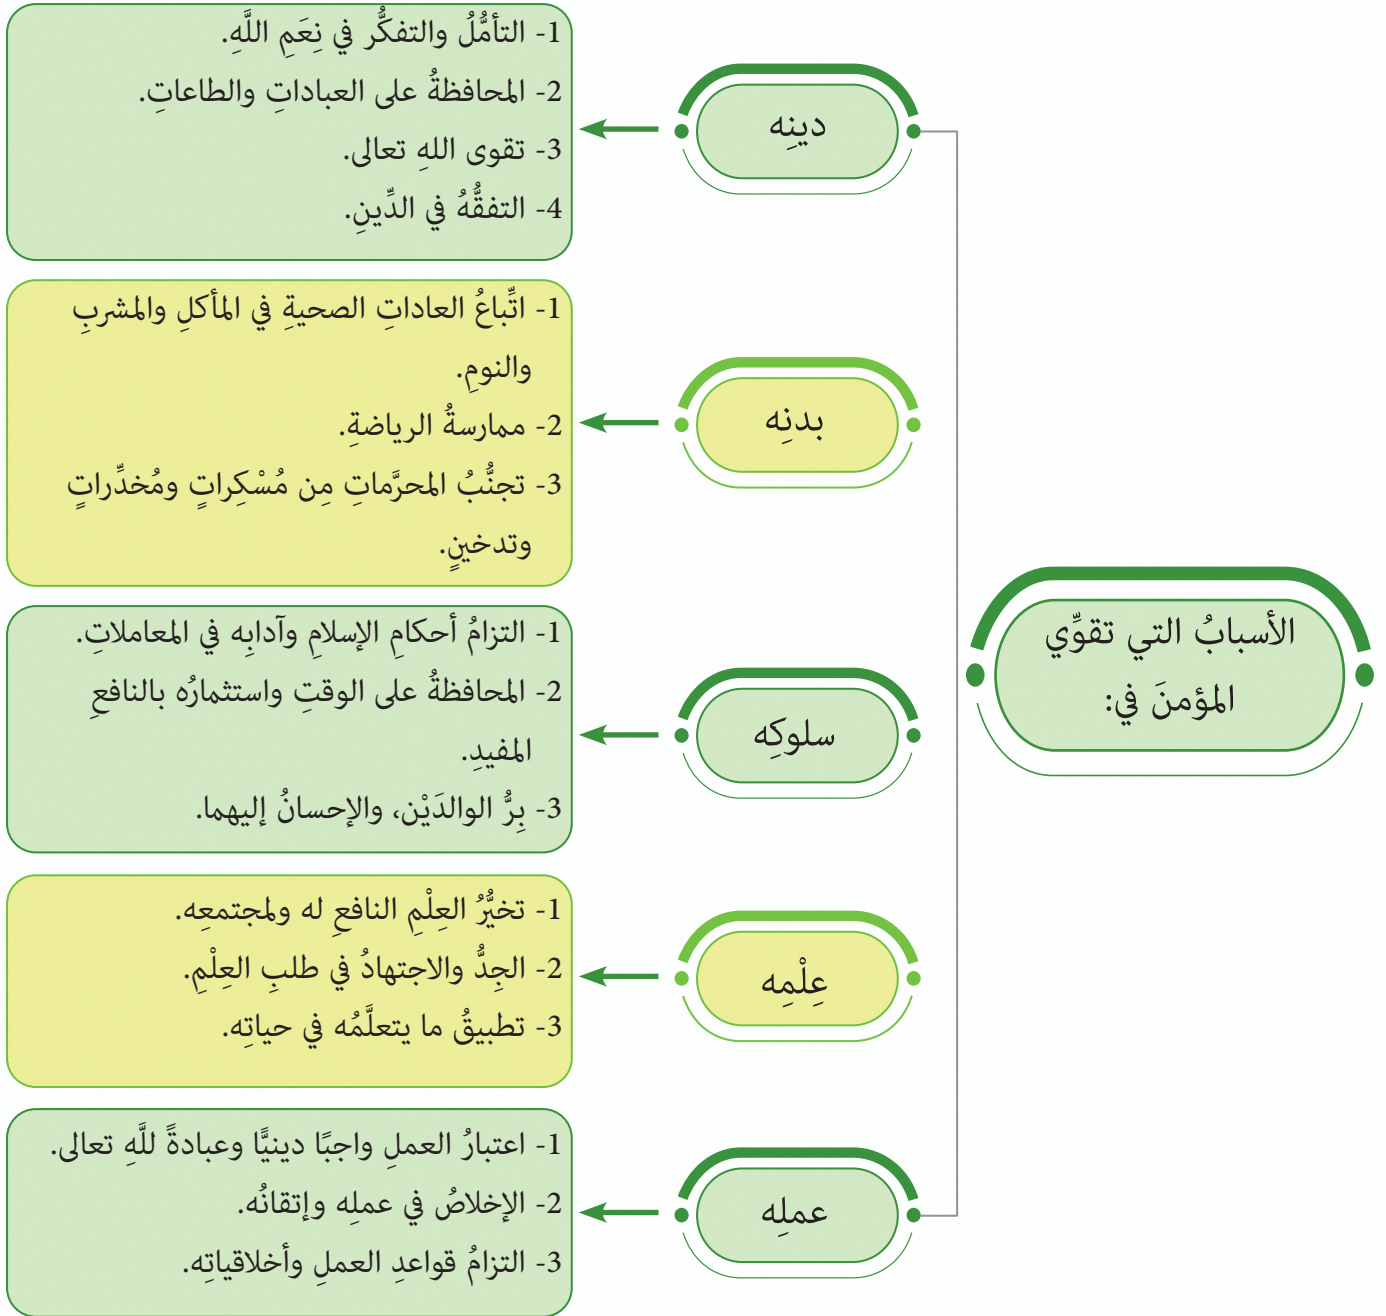 الأسبابُ التي تقوِّي
المؤمنَ في:
دينِه
1- التأمُّلُ والتفكُّر في نِعَمِ اللَّهِ.
2- المحافظةُ على العباداتِ والطاعاتِ.
3- تقوى اللهِ تعالى.
4- التفقُّهُ في الدِّينِ.
بدنِه
1- اتِّباعُ العاداتِ الصحيةِ في المأكلِ والمشربِ
والنومِ.
2- ممارسةُ الرياضةِ.
3- تجنُّبُ المحرَّماتِ مِن مُسْكِراتٍ ومُخدِّراتٍ
وتدخينٍ.
سلوكِه
1- التزامُ أحكامِ الإسلامِ وآدابِه في المعاملاتِ.
2- المحافظةُ على الوقتِ واستثمارُه بالنافعِ
المفيدِ.
3- بِرُّ الوالدَيْن، والإحسانُ إليهما.
عِلْمِه
1- تخيُّرُ العِلْمِ النافعِ له ولمجتمعِه.
2- الجِدُّ والاجتهادُ في طلبِ العِلْمِ.
3- تطبيقُ ما يتعلَّمُه في حياتِه.
عملِه
1- اعتبارُ العملِ واجبًا دينيًّا وعبادةً للَّهِ تعالى.
2- الإخلاصُ في عملِه وإتقانُه.
3- التزامُ قواعدِ العملِ وأخلاقياتِه.